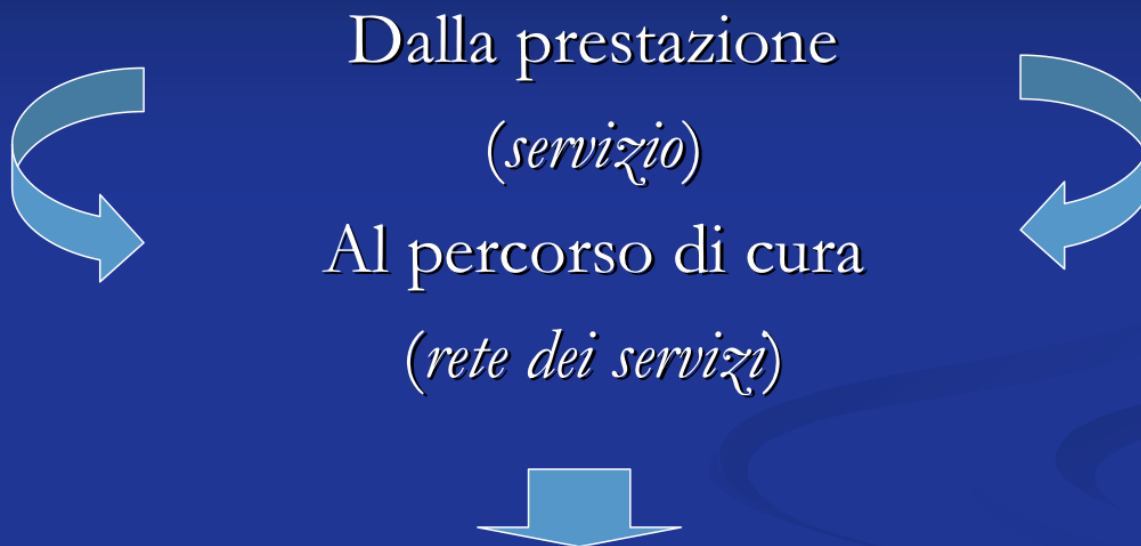 Dalla prestazione
(servizio)
Al percorso di cura
(rete dei servizi)